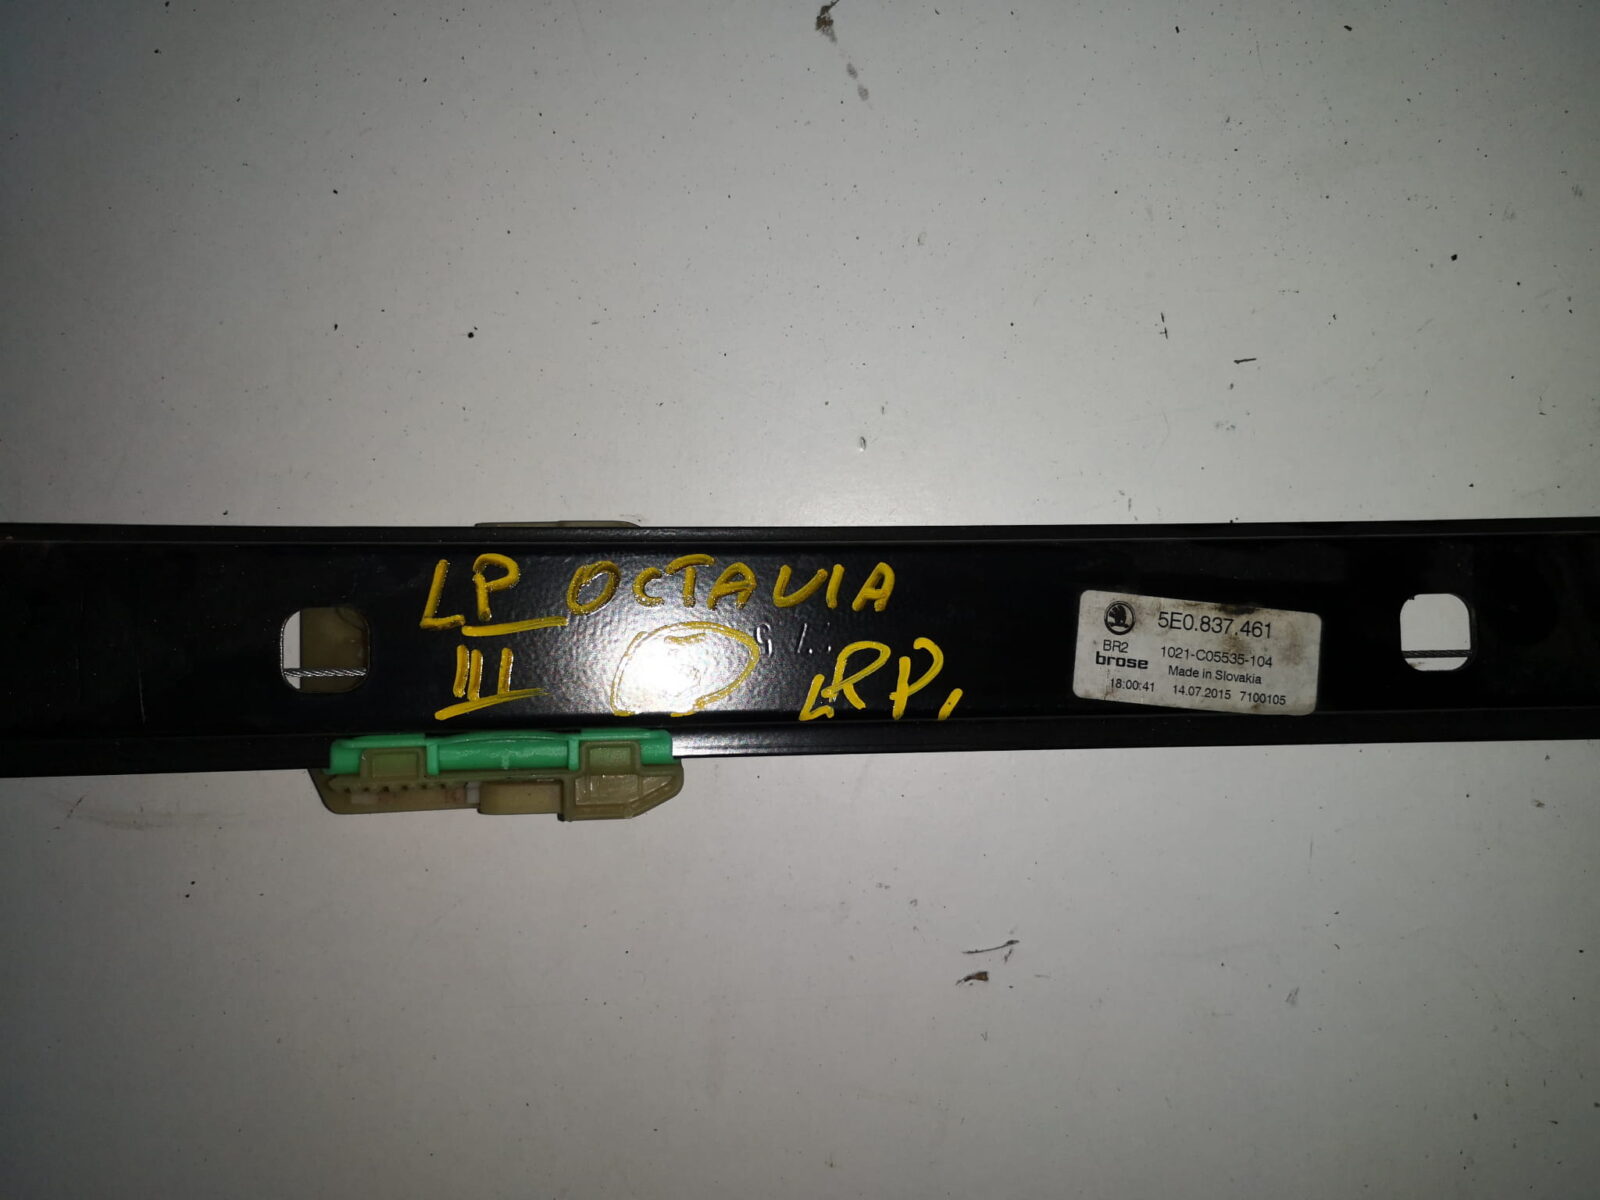 LP OCTAVIA
III
LRP,
5E0.837.461
BR2
brose
1021-C05535-104
Made in Slovakia
18:00:41 14.07.2015 7100105